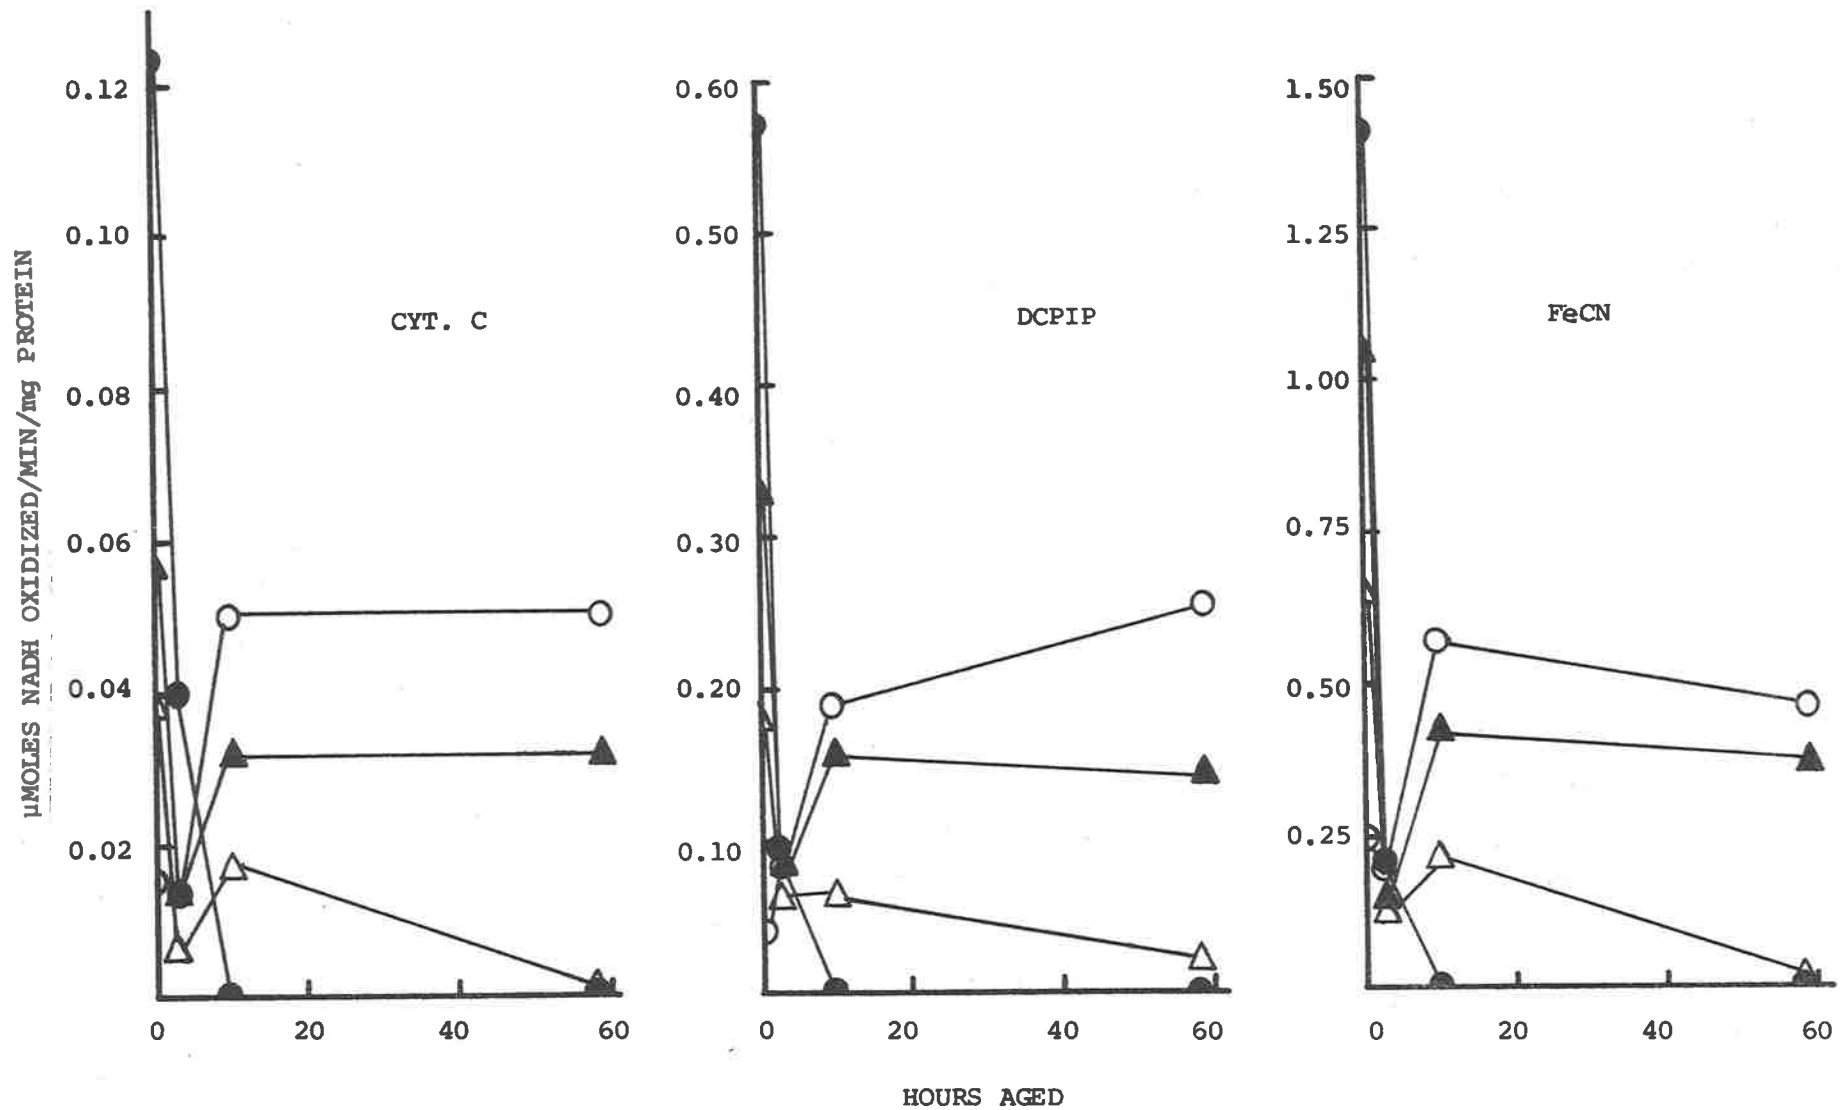 µMOLES NADH OXIDIZED/MIN/mg PROTEIN
CYT. C
0.12
0.10
0.08
0.06
0.04
0.02
0 20 40 60
DCPIP
0.60
0.50
0.40
0.30
0.20
0.10
0 20 40 60
FeCN
1.50
1.25
1.00
0.75
0.50
0.25
0 20 40 60
HOURS AGED